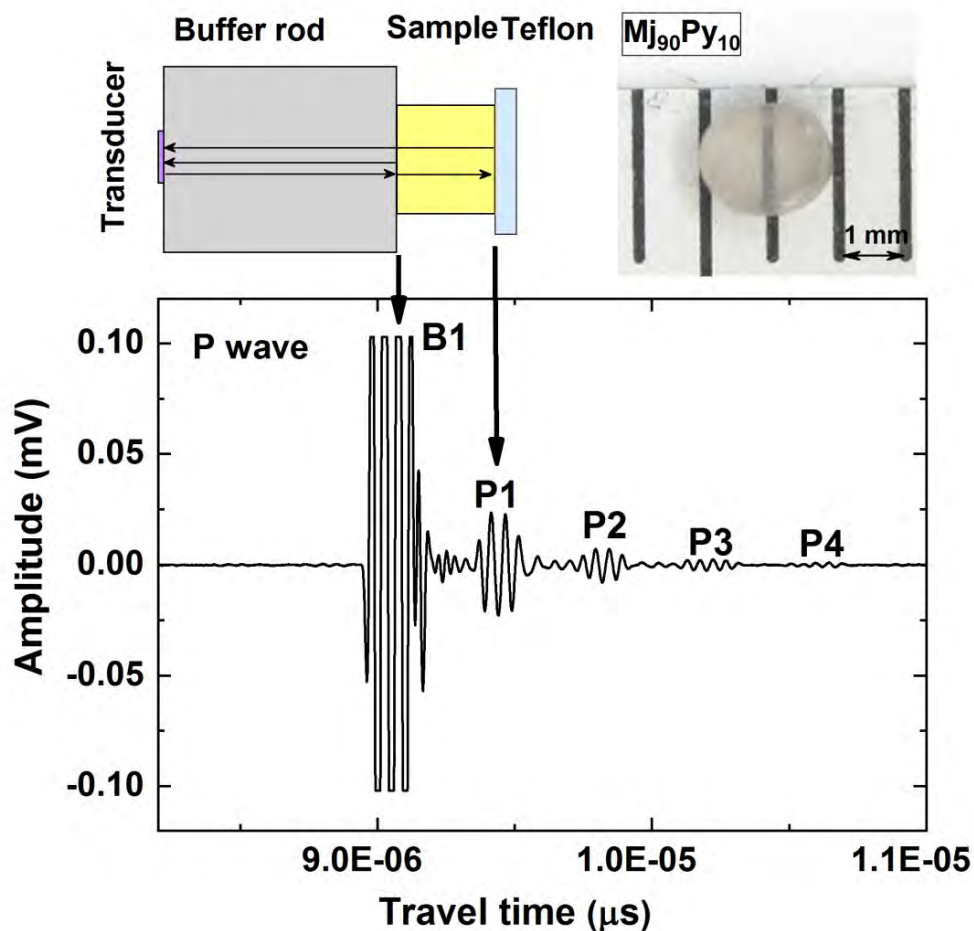 Buffer rod
Sample Teflon
Transducer
Mj₉₀Py₁₀
1 mm
P wave
B1
P1
P2
P3
P4
0.10
0.05
0.00
-0.05
-0.10
Amplitude (mV)
9.0E-06
1.0E-05
1.1E-05
Travel time (μs)